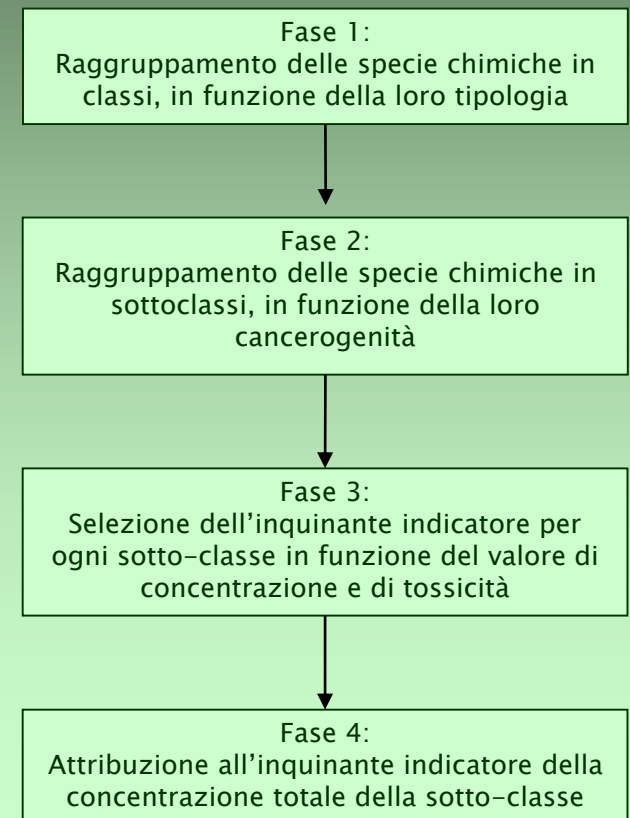 Fase 1:
Raggruppamento delle specie chimiche in
classi, in funzione della loro tipologia
Fase 2:
Raggruppamento delle specie chimiche in
sottoclassi, in funzione della loro
cancerogenità
Fase 3:
Selezione dell’inquinante indicatore per
ogni sotto-classe in funzione del valore di
concentrazione e di tossicità
Fase 4:
Attribuzione all’inquinante indicatore della
concentrazione totale della sotto-classe